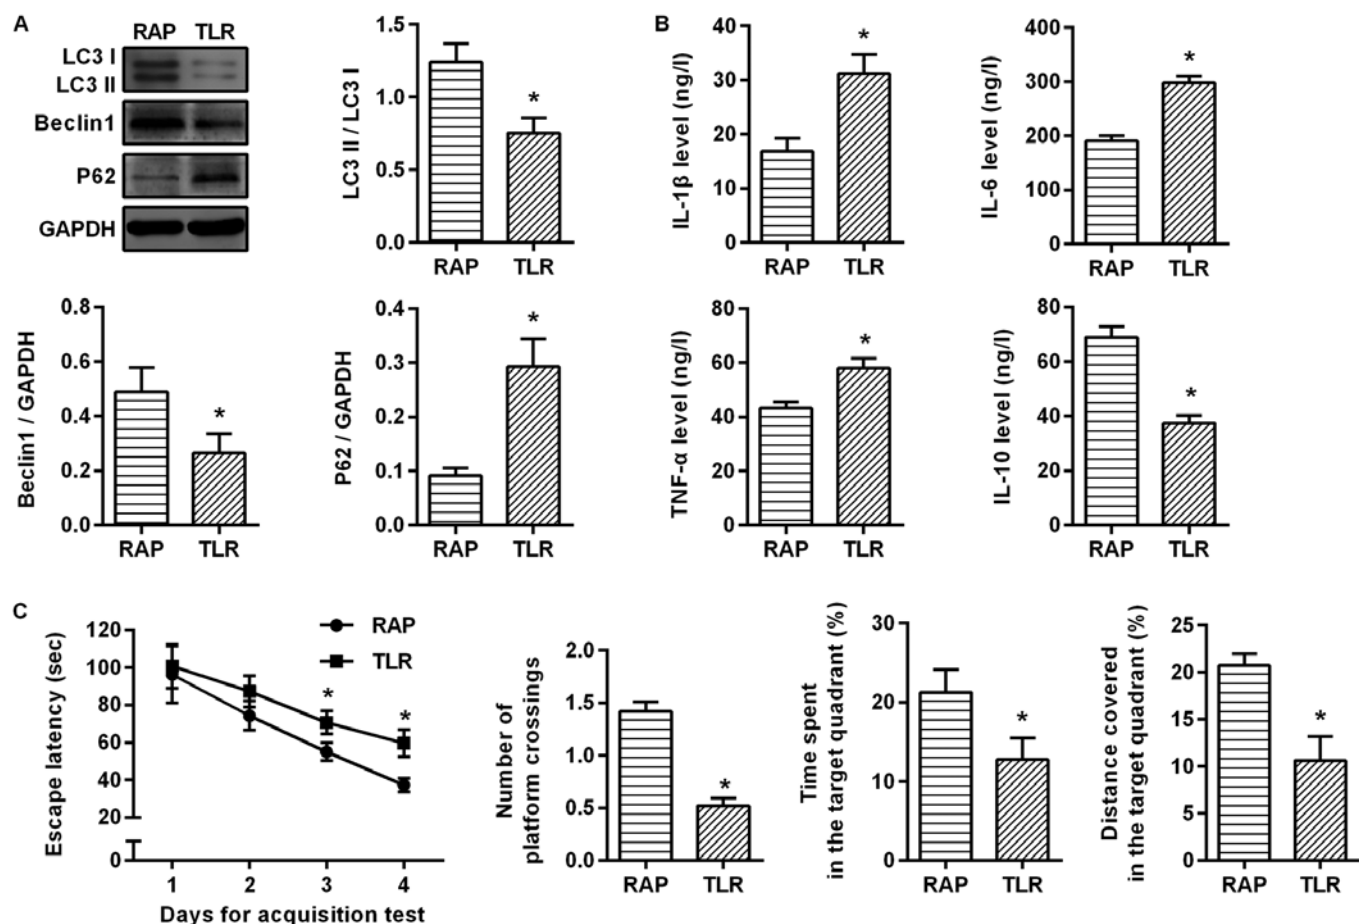 A
RAP TLR
LC3 I
LC3 II
Beclin1
P62
GAPDH
LC3 II / LC3 I
1.5
1.0
0.5
0.0
*
RAP TLR
B
IL-1β level (ng/l)
40
30
20
10
0
*
RAP TLR
IL-6 level (ng/l)
400
300
200
100
0
*
RAP TLR
Beclin1 / GAPDH
0.8
0.6
0.4
0.2
0.0
*
RAP TLR
P62 / GAPDH
0.4
0.3
0.2
0.1
0.0
*
RAP TLR
TNF-α level (ng/l)
80
60
40
20
0
*
RAP TLR
IL-10 level (ng/l)
80
60
40
20
0
*
RAP TLR
C
Escape latency (sec)
120
100
80
60
40
20
0
RAP
TLR
*
*
1 2 3 4
Days for acquisition test
Number of
platform crossings
2.0
1.5
1.0
0.5
0.0
*
RAP TLR
Time spent
in the target quadrant (%)
30
20
10
0
*
RAP TLR
Distance covered
in the target quadrant (%)
25
20
15
10
5
0
*
RAP TLR